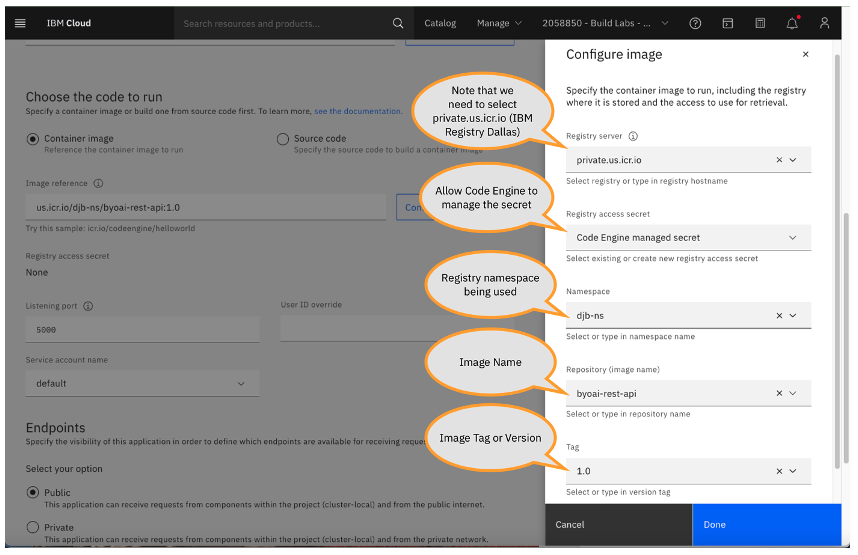 IBM Cloud
Search resources and products...
Catalog
Manage
2058850 - Build Labs - ...
Choose the code to run
Specify a container image or build one from source code first. To learn more, see the documentation.
Container image
Reference the container image to run
Source code
Specify the source code to build a container image
Image reference
us.icr.io/djb-ns/byoai-rest-api:1.0
Try this sample: icr.io/codeengine/helloworld
Registry access secret
None
Listening port
5000
User ID override
Service account name
default
Endpoints
Specify the visibility of this application in order to define which endpoints are available for receiving
Select your option
Public
This application can receive requests from components within the project (cluster-local) and from the public internet.
Private
This application can receive requests from components within the project (cluster-local) and from the private network.
Note that we
need to select
private.us.icr.io (IBM
Registry Dallas)
Allow Code Engine to
manage the secret
Registry namespace
being used
Image Name
Image Tag or Version
Configure image
Specify the container image to run, including the registry
where it is stored and the access to use for retrieval.
Registry server
private.us.icr.io
Select registry or type in registry hostname
Registry access secret
Code Engine managed secret
Select existing or create new registry access secret
Namespace
djb-ns
Select or type in namespace name
Repository (image name)
byoai-rest-api
Select or type in repository name
Tag
1.0
Select or type in version tag
Cancel
Done